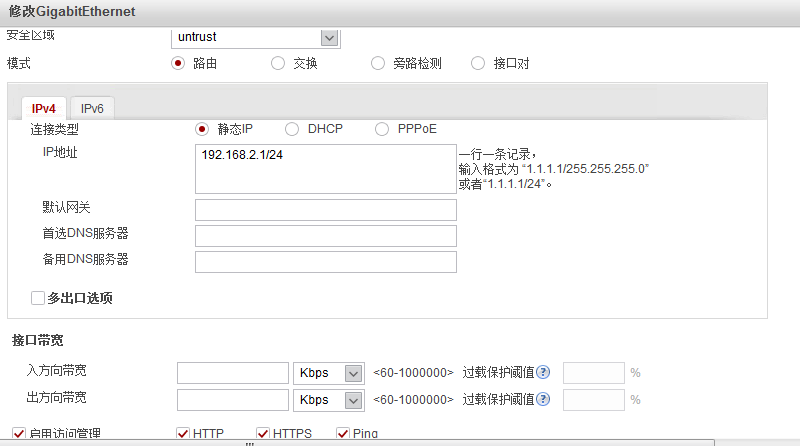 修改GigabitEthernet
安全区域 untrust
模式 路由 交换 旁路检测 接口对
IPv4 IPv6
连接类型 静态IP DHCP PPPoE
IP地址 192.168.2.1/24 一行一条记录，
输入格式为 “1.1.1.1/255.255.255.0”
或者“1.1.1.1/24”。
默认网关
首选DNS服务器
备用DNS服务器
多出口选项
接口带宽
入方向带宽 Kbps <60-1000000> 过载保护阈值 ? %
出方向带宽 Kbps <60-1000000> 过载保护阈值 ? %
启用访问管理 HTTP HTTPS Ping